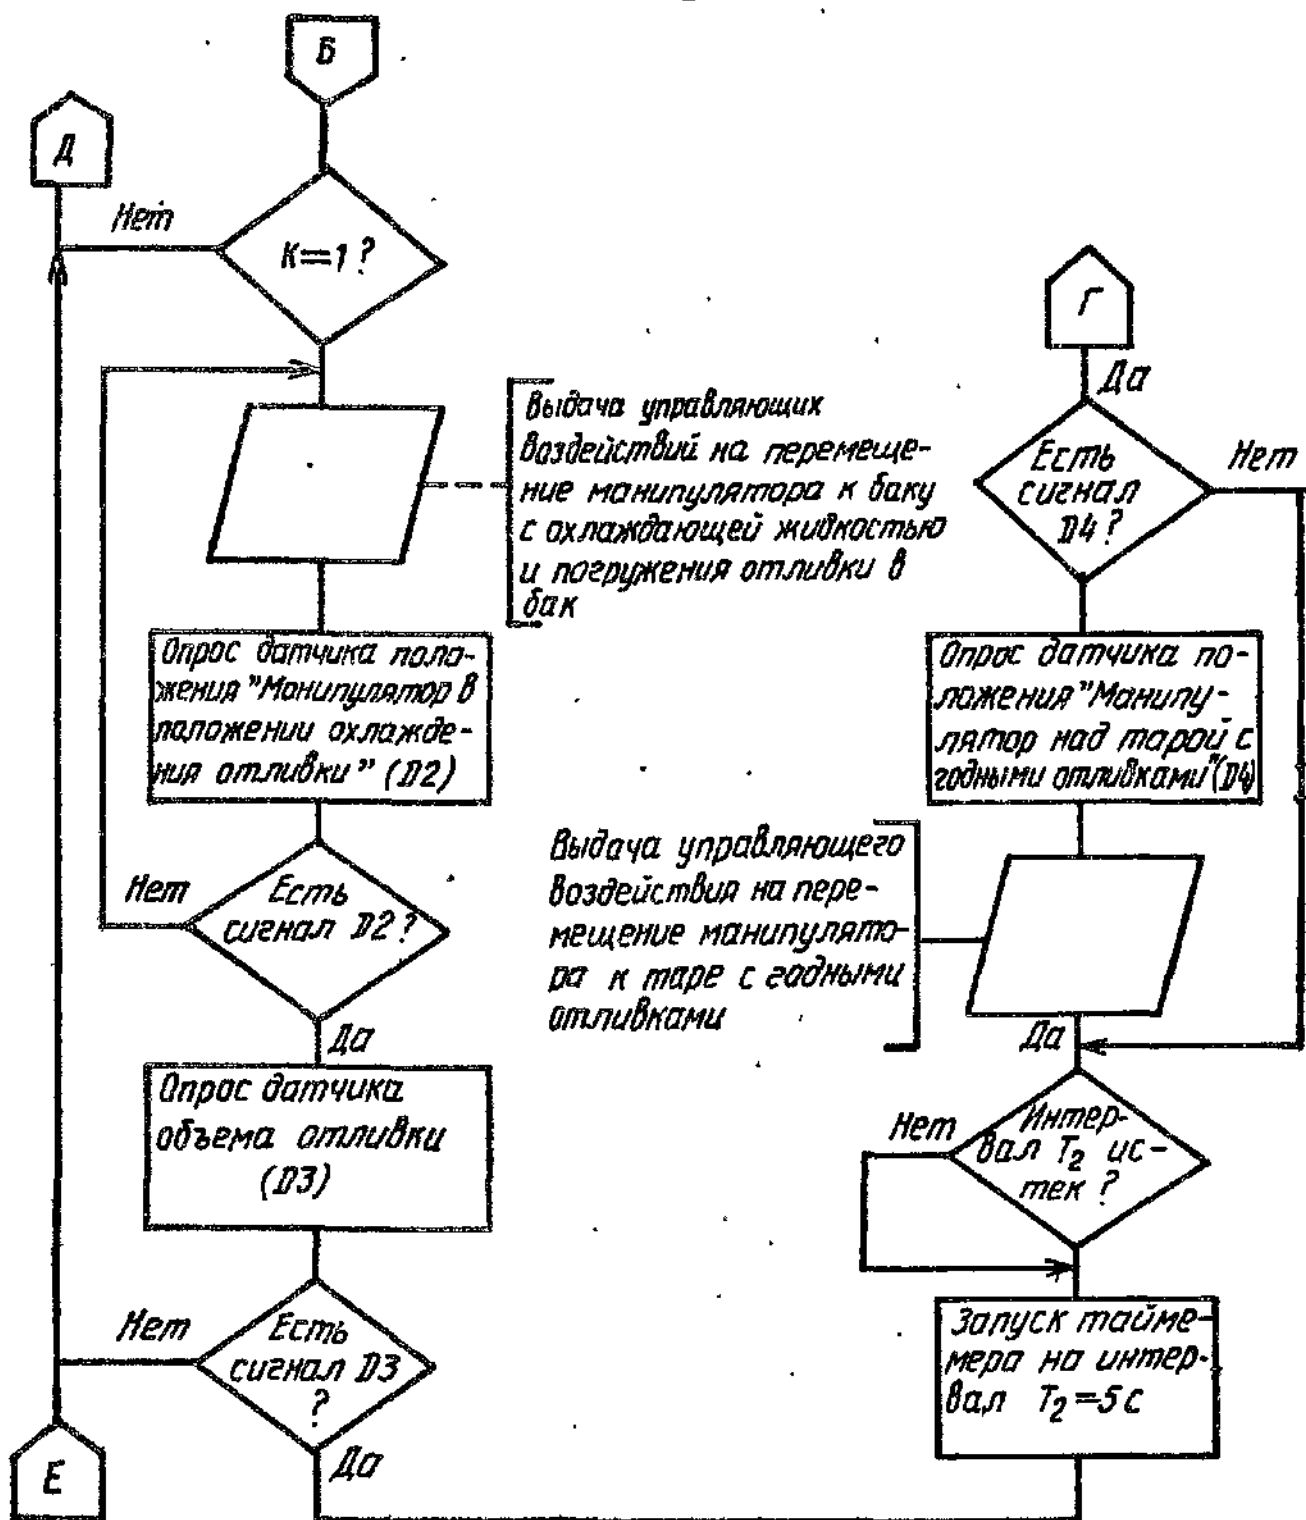 Б
Д
Нет
К=1?
Выдача управляющих
воздействий на перемеще-
ние манипулятора к баку
с охлаждающей жидкостью
и погружения отливки в
бак
Опрос датчика поло-
жения "Манипулятор в
положении охлажде-
ния отливки" (D2)
Нет
Есть
сигнал D2?
Да
Опрос датчика
объема отливки
(D3)
Нет
Есть
сигнал D3
?
Да
Е
Г
Да
Есть
сигнал
D4?
Нет
Опрос датчика по-
ложения "Манипу-
лятор над тарой с
годными отливками" (D4)
Выдача управляющего
воздействия на пере-
мещение манипулято-
ра к таре с годными
отливками
Да
Нет
Интер-
вал T₂ ис-
тек?
Запуск тайме-
мера на интер-
вал T₂=5с